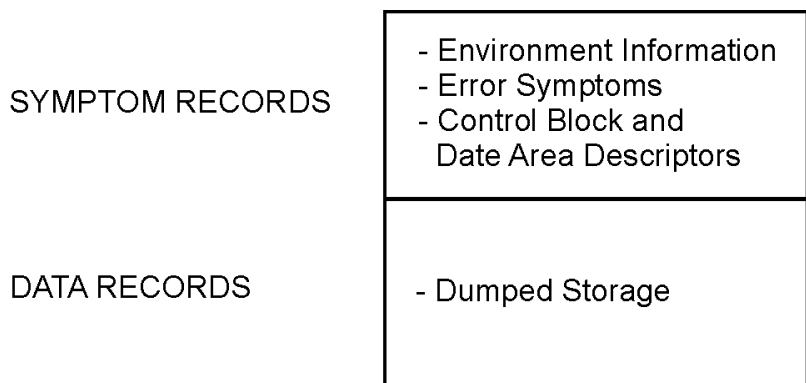 SYMPTOM RECORDS
- Environment Information
- Error Symptoms
- Control Block and
Date Area Descriptors
DATA RECORDS
- Dumped Storage